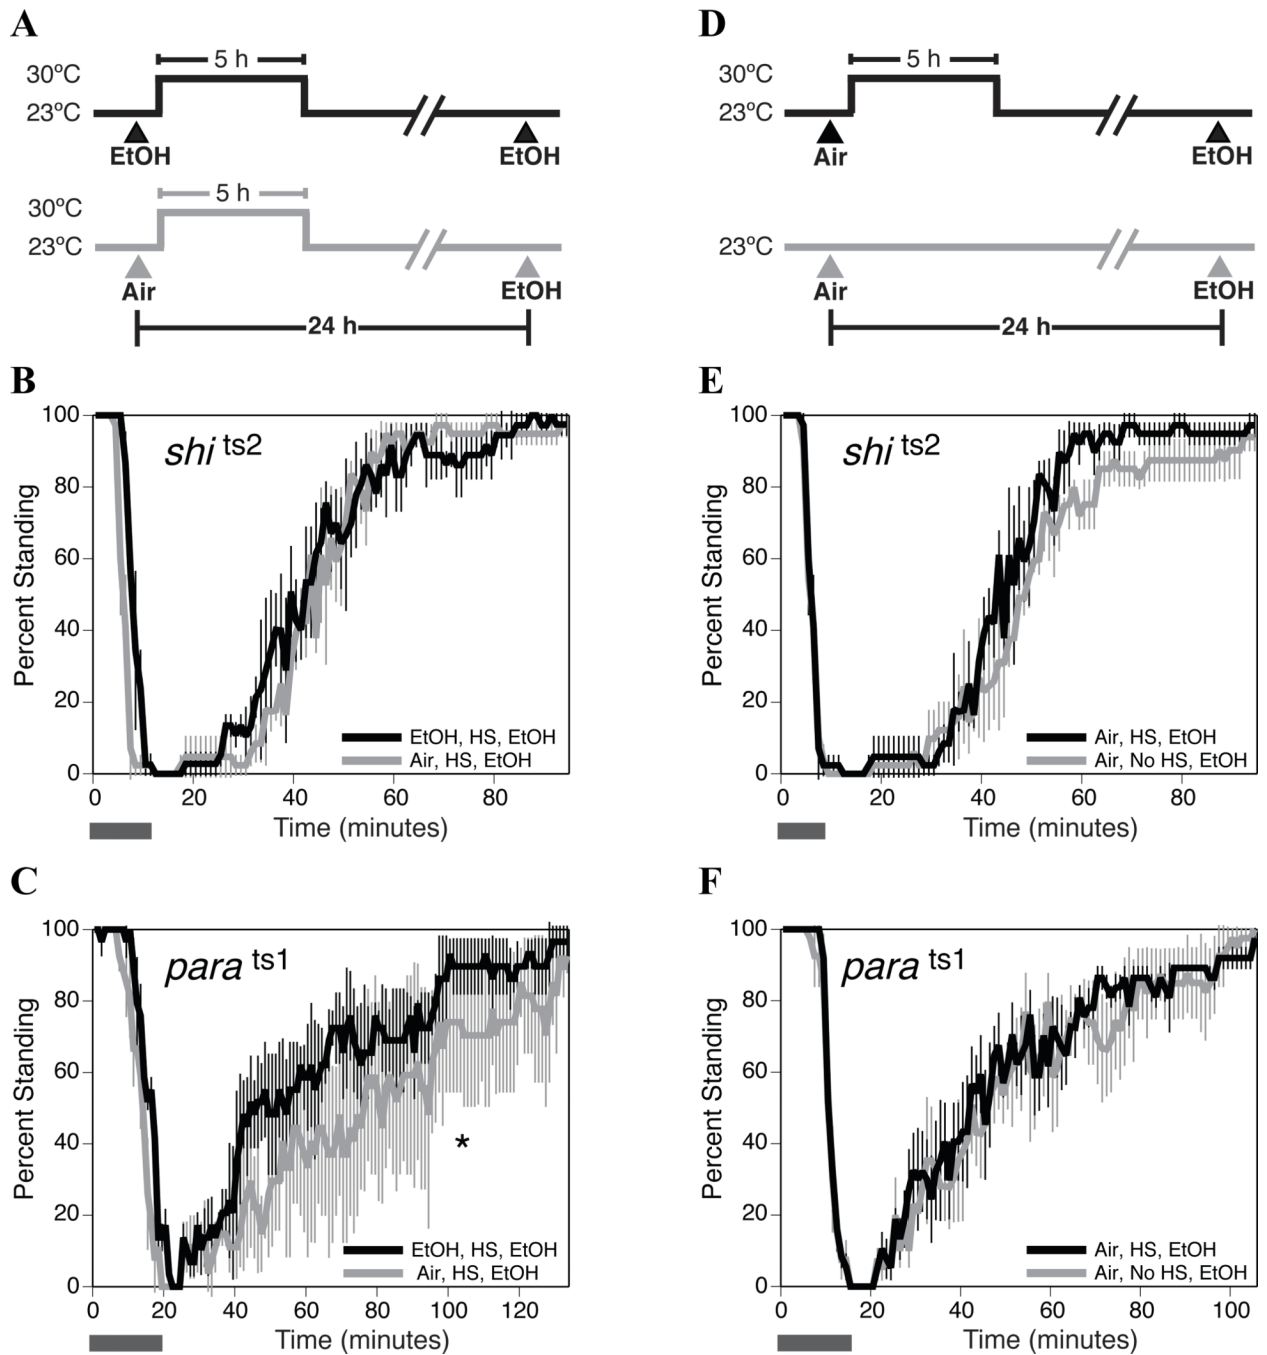 A
5 h
30ºC
23ºC
EtOH
EtOH
5 h
30ºC
23ºC
Air
EtOH
24 h
D
5 h
30ºC
23ºC
Air
EtOH
23ºC
Air
EtOH
24 h
B
shi ts2
Percent Standing
100
80
60
40
20
0
EtOH, HS, EtOH
Air, HS, EtOH
0 20 40 60 80
Time (minutes)
E
shi ts2
Percent Standing
100
80
60
40
20
0
Air, HS, EtOH
Air, No HS, EtOH
0 20 40 60 80
Time (minutes)
C
para ts1
Percent Standing
100
80
60
40
20
0
*
EtOH, HS, EtOH
Air, HS, EtOH
0 20 40 60 80 100 120
Time (minutes)
F
para ts1
Percent Standing
100
80
60
40
20
0
Air, HS, EtOH
Air, No HS, EtOH
0 20 40 60 80 100
Time (minutes)